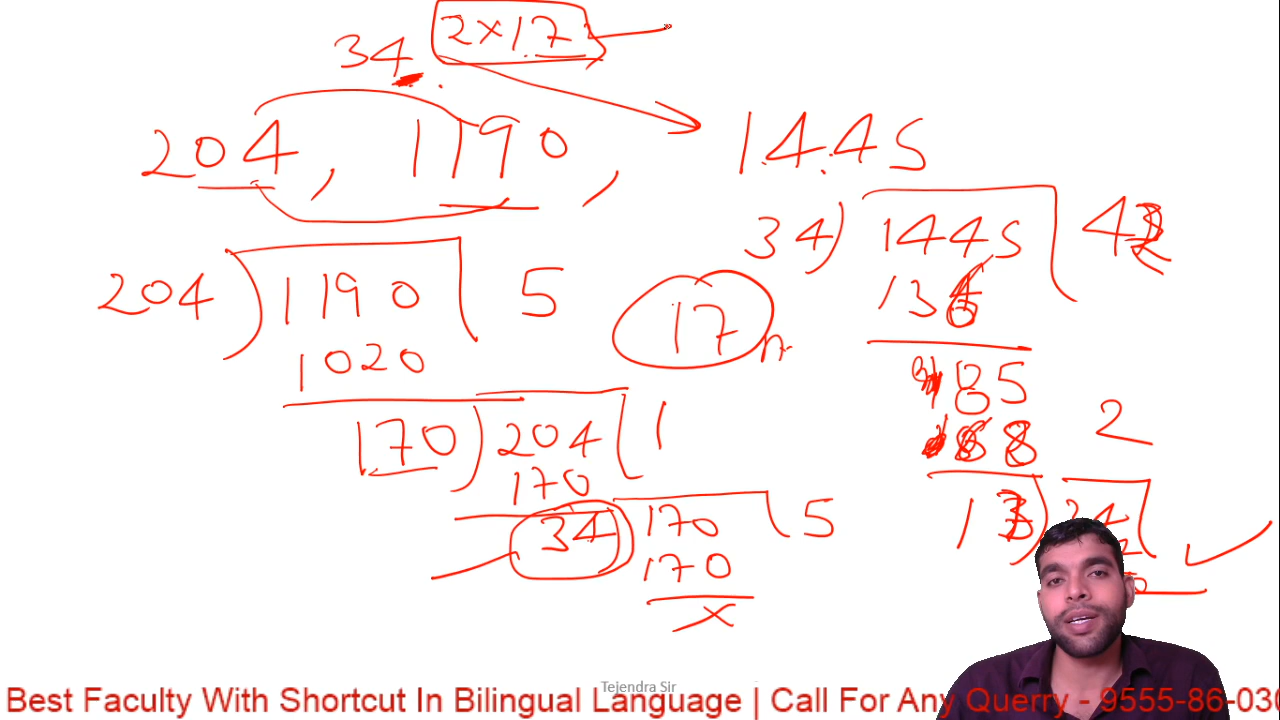 34 2×17
204, 1190, 1445
34) 1445 (42
204) 1190 ( 5
136
17
1020
85
170) 204 ( 1
2
170
34) 170 ( 5
170
×
Tejendra Sir
Best Faculty With Shortcut In Bilingual Language | Call For Any Querry - 9555-86-03